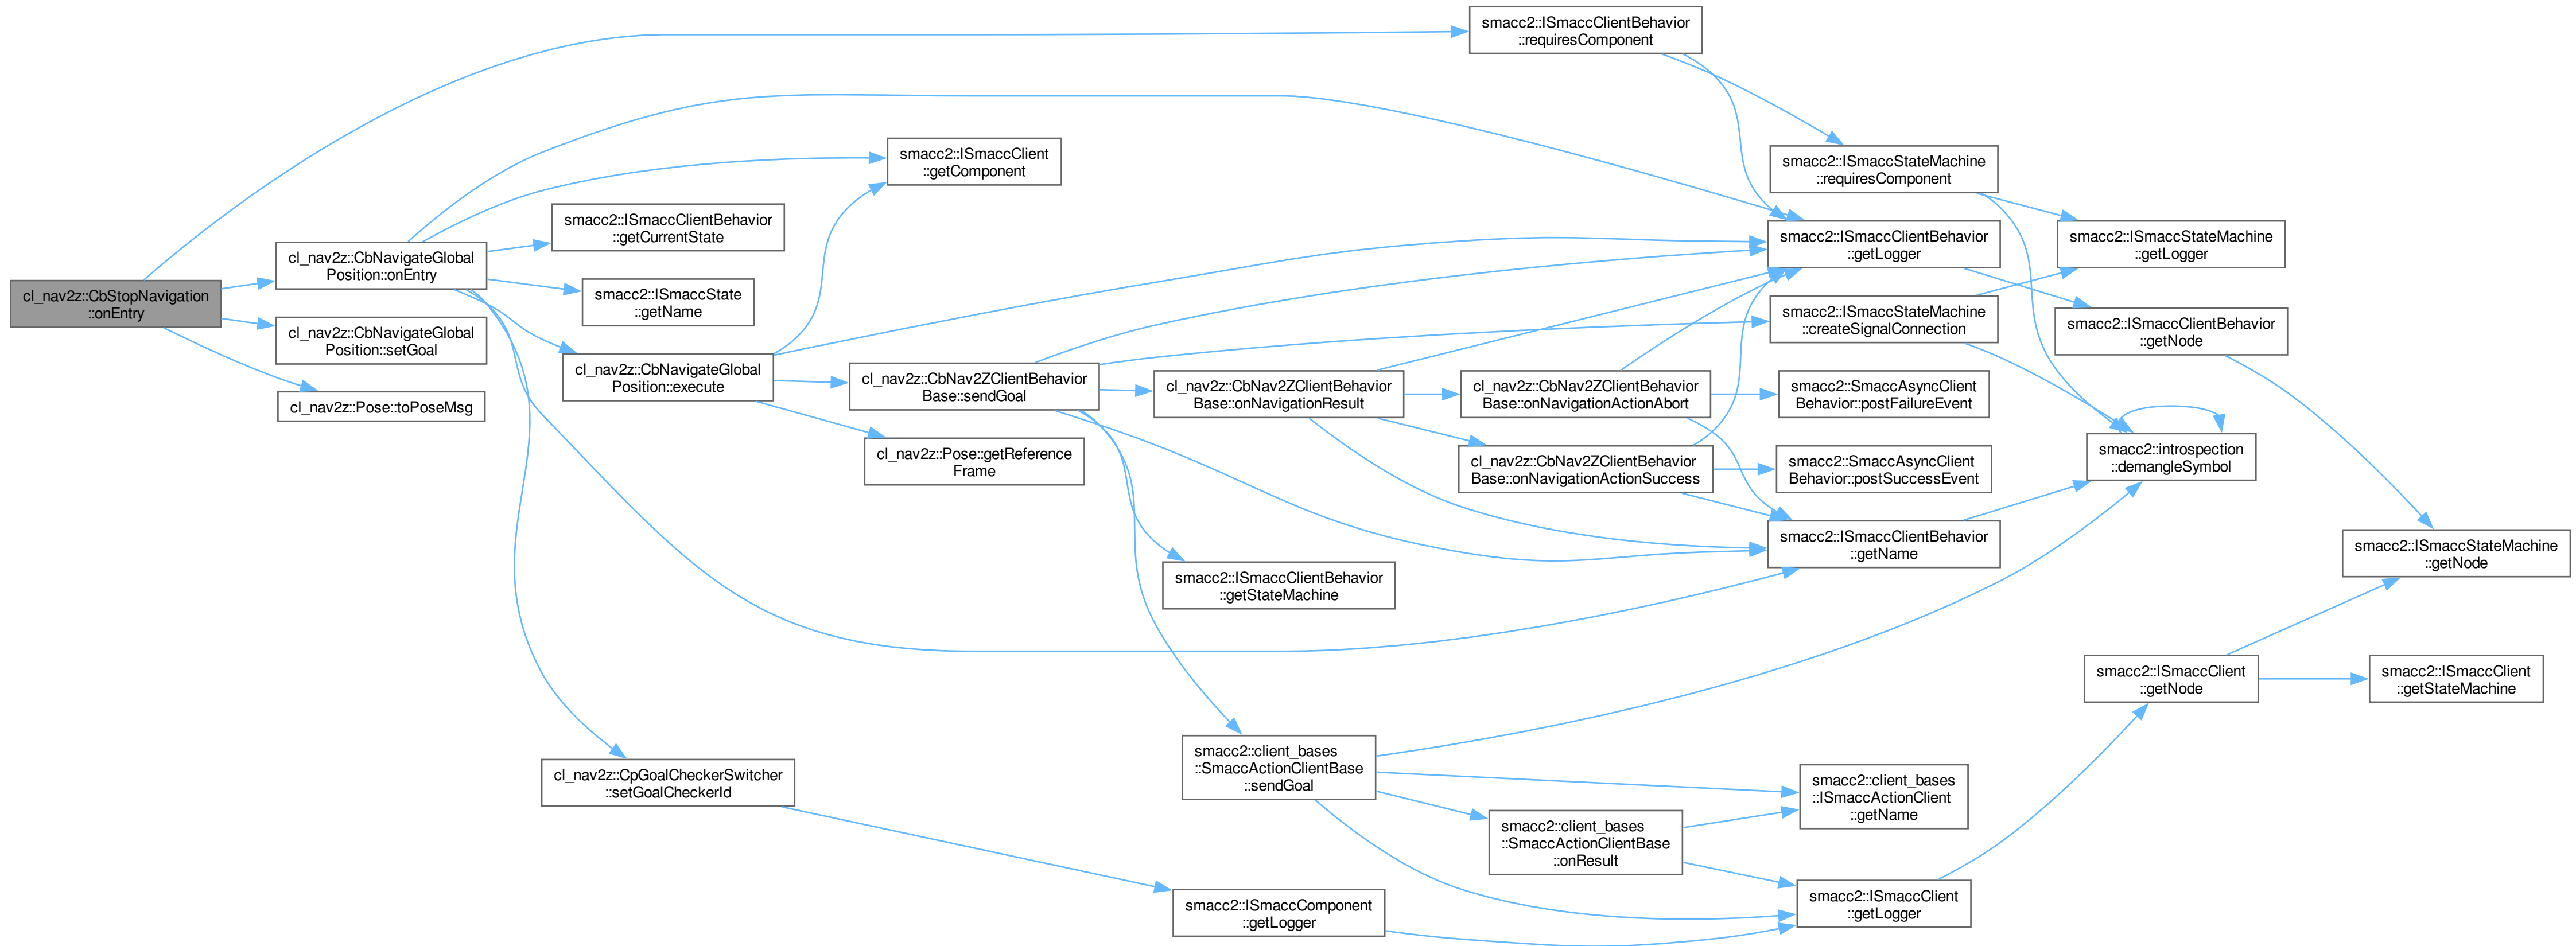 smacc2::ISmaccClientBehavior
::requiresComponent
smacc2::ISmaccClient
::getComponent
smacc2::ISmaccStateMachine
::requiresComponent
smacc2::ISmaccClientBehavior
::getCurrentState
smacc2::ISmaccClientBehavior
::getLogger
smacc2::ISmaccStateMachine
::getLogger
cl_nav2z::CbNavigateGlobal
Position::onEntry
cl_nav2z::CbStopNavigation
::onEntry
smacc2::ISmaccState
::getName
smacc2::ISmaccStateMachine
::createSignalConnection
smacc2::ISmaccClientBehavior
::getNode
cl_nav2z::CbNavigateGlobal
Position::setGoal
cl_nav2z::CbNavigateGlobal
Position::execute
cl_nav2z::CbNav2ZClientBehavior
Base::sendGoal
cl_nav2z::CbNav2ZClientBehavior
Base::onNavigationResult
cl_nav2z::CbNav2ZClientBehavior
Base::onNavigationActionAbort
smacc2::SmaccAsyncClient
Behavior::postFailureEvent
cl_nav2z::Pose::toPoseMsg
cl_nav2z::Pose::getReference
Frame
cl_nav2z::CbNav2ZClientBehavior
Base::onNavigationActionSuccess
smacc2::SmaccAsyncClient
Behavior::postSuccessEvent
smacc2::introspection
::demangleSymbol
smacc2::ISmaccClientBehavior
::getName
smacc2::ISmaccStateMachine
::getNode
smacc2::ISmaccClientBehavior
::getStateMachine
smacc2::ISmaccClient
::getNode
smacc2::ISmaccClient
::getStateMachine
cl_nav2z::CpGoalCheckerSwitcher
::setGoalCheckerId
smacc2::client_bases
::SmaccActionClientBase
::sendGoal
smacc2::client_bases
::ISmaccActionClient
::getName
smacc2::client_bases
::SmaccActionClientBase
::onResult
smacc2::ISmaccComponent
::getLogger
smacc2::ISmaccClient
::getLogger